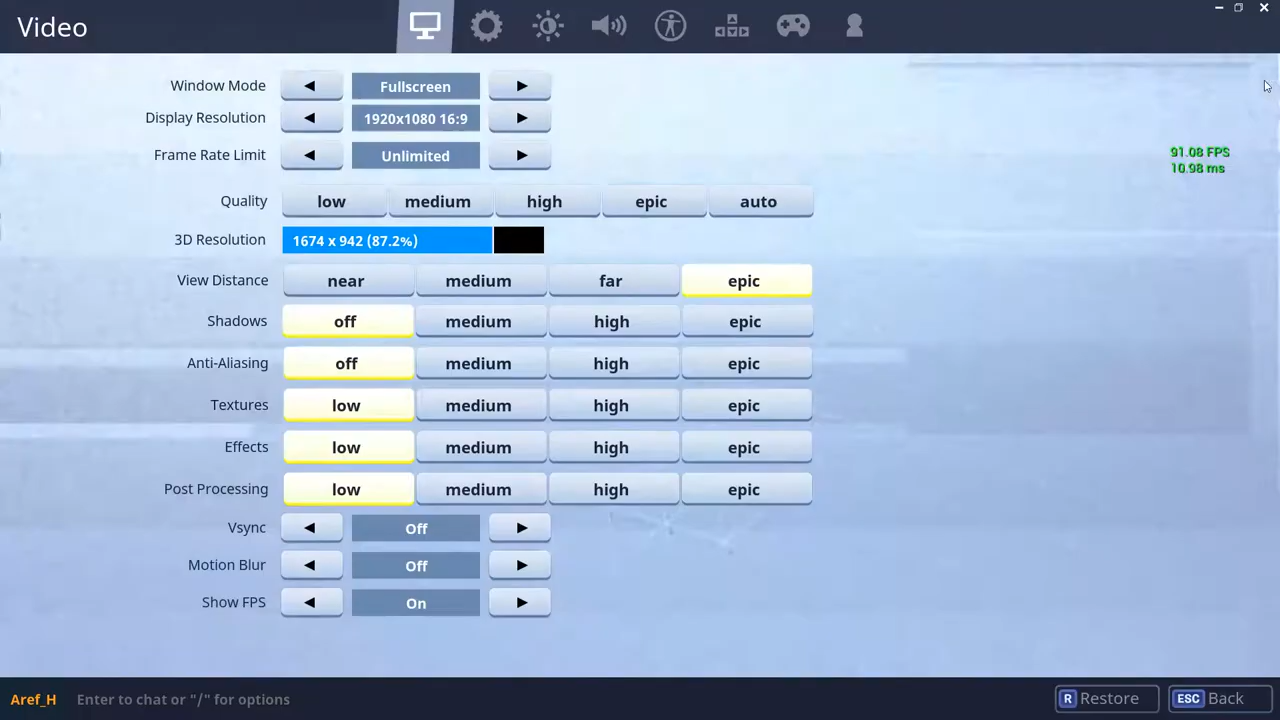 Video
Window Mode Fullscreen
Display Resolution 1920x1080 16:9
Frame Rate Limit Unlimited
91.08 FPS
10.98 ms
Quality low medium high epic auto
3D Resolution 1674 x 942 (87.2%)
View Distance near medium far epic
Shadows off medium high epic
Anti-Aliasing off medium high epic
Textures low medium high epic
Effects low medium high epic
Post Processing low medium high epic
Vsync Off
Motion Blur Off
Show FPS On
Aref_H Enter to chat or "/" for options R Restore ESC Back